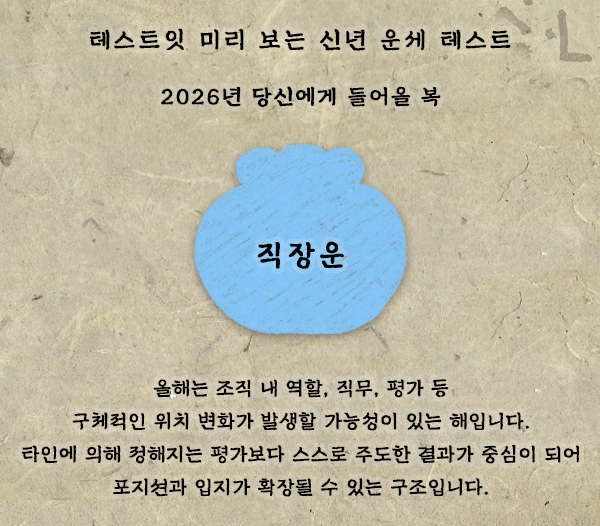 테스트잇 미리 보는 신년 운세 테스트
2026년 당신에게 들어올 복
직장운
올해는 조직 내 역할, 직무, 평가 등
구체적인 위치 변화가 발생할 가능성이 있는 해입니다.
타인에 의해 정해지는 평가보다 스스로 주도한 결과가 중심이 되어
포지션과 입지가 확장될 수 있는 구조입니다.